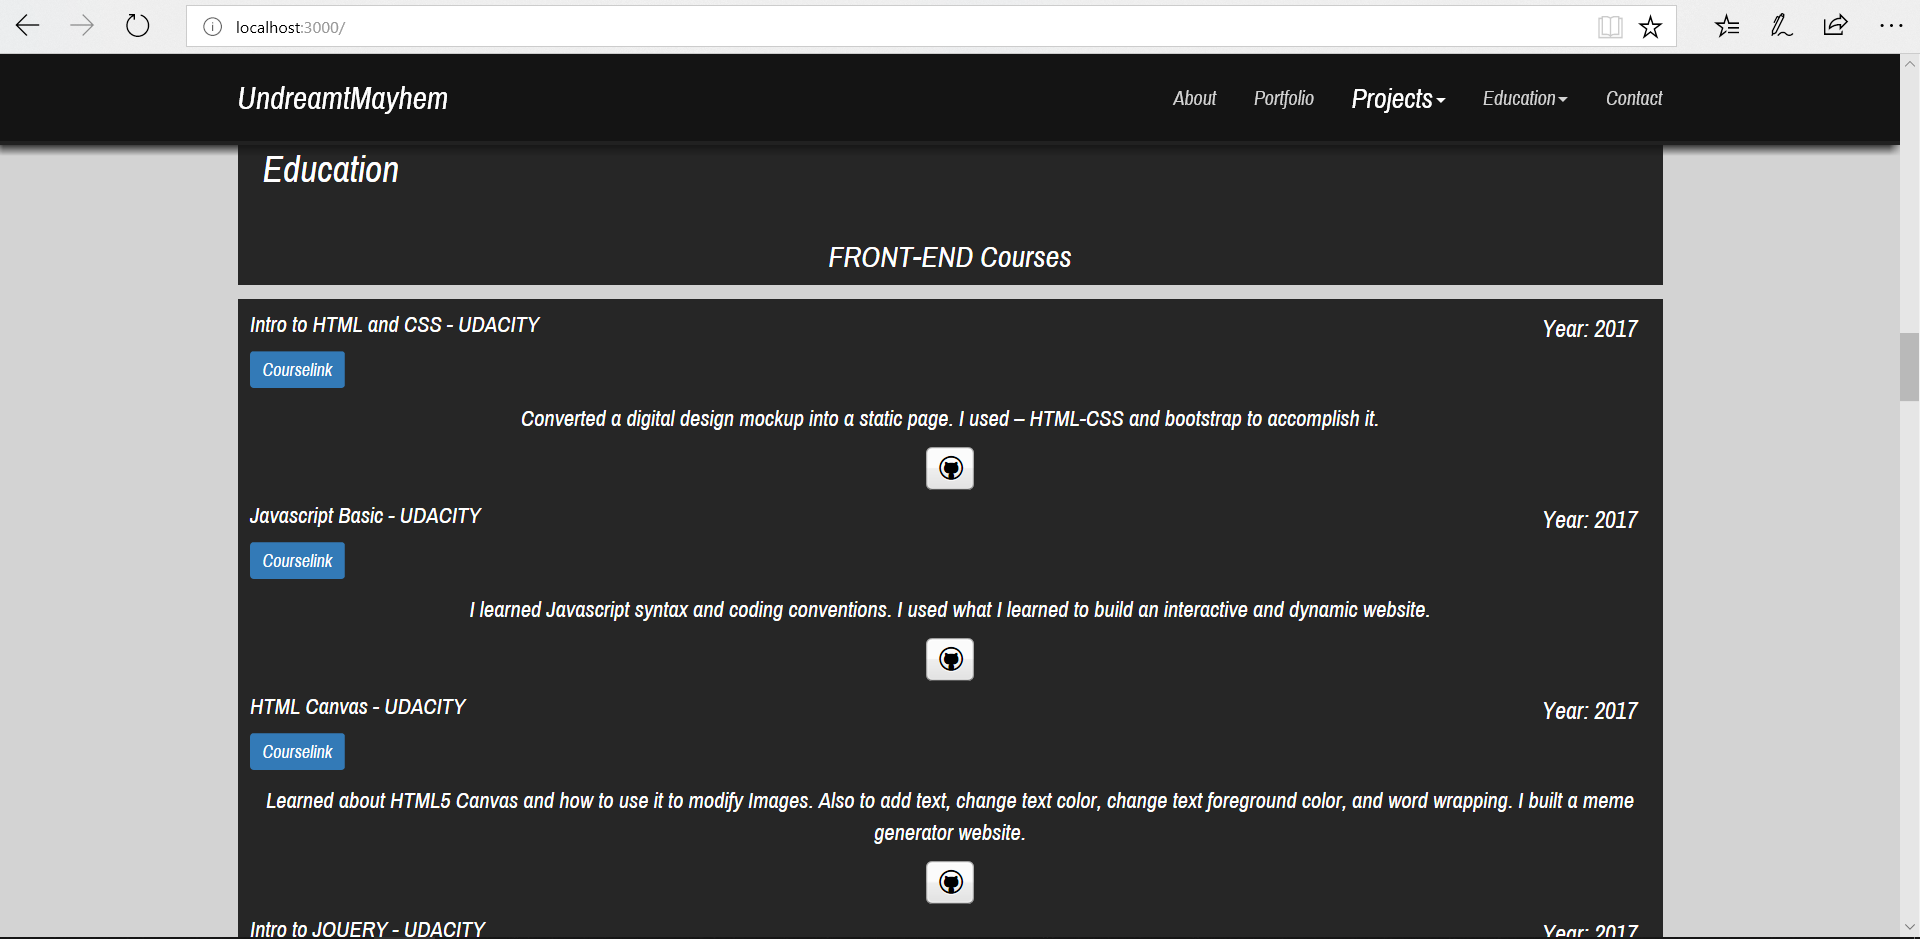 localhost:3000/
UndreamtMayhem
About Portfolio Projects Education Contact
Education
FRONT-END Courses
Intro to HTML and CSS - UDACITY
Year: 2017
Courselink
Converted a digital design mockup into a static page. I used – HTML-CSS and bootstrap to accomplish it.
Javascript Basic - UDACITY
Year: 2017
Courselink
I learned Javascript syntax and coding conventions. I used what I learned to build an interactive and dynamic website.
HTML Canvas - UDACITY
Year: 2017
Courselink
Learned about HTML5 Canvas and how to use it to modify Images. Also to add text, change text color, change text foreground color, and word wrapping. I built a meme
generator website.
Intro to JQUERY - UDACITY
Year: 2017